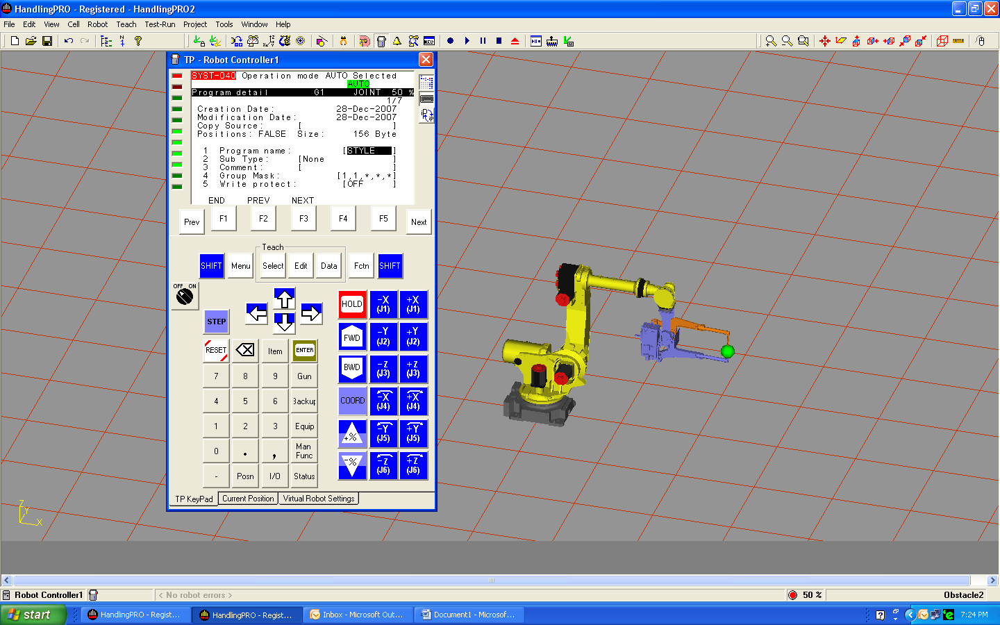 HandlingPRO - Registered - HandlingPRO2
File Edit View Cell Robot Teach Test-Run Project Tools Window Help
TP - Robot Controller1
SYST-040 Operation mode AUTO Selected
AUTO
Program detail G1 JOINT 50 %
1/7
Creation Date: 28-Dec-2007
Modification Date: 28-Dec-2007
Copy Source: [ ]
Positions: FALSE Size: 156 Byte
1 Program name: [STYLE ]
2 Sub Type: [None ]
3 Comment: [ ]
4 Group Mask: [1,1,*,*,*]
5 Write protect: [OFF ]
END PREV NEXT
Prev F1 F2 F3 F4 F5 Next
Teach
SHIFT Menu Select Edit Data Fctn SHIFT
OFF ON
STEP
HOLD -X (J1) +X (J1)
FWD -Y (J2) +Y (J2)
RESET Item ENTER
BWD -Z (J3) +Z (J3)
7 8 9 Gun
COORD -X (J4) +X (J4)
4 5 6 Backup
+% -Y (J5) +Y (J5)
1 2 3 Equip
-% -Z (J6) +Z (J6)
0 . , Man Func
- Posn I/O Status
TP KeyPad Current Position Virtual Robot Settings
Z
Y
X
Robot Controller1 < No robot errors > 50 % Obstacle2
start HandlingPRO - Regist... HandlingPRO - Regist... Inbox - Microsoft Out... Document1 - Microsof... 7:24 PM